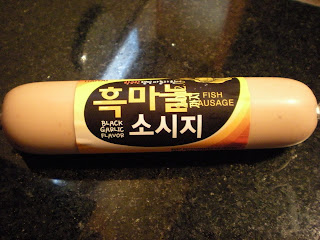 흑마늘
FISH
SAUSAGE
BLACK
GARLIC
FLAVOR
소시지